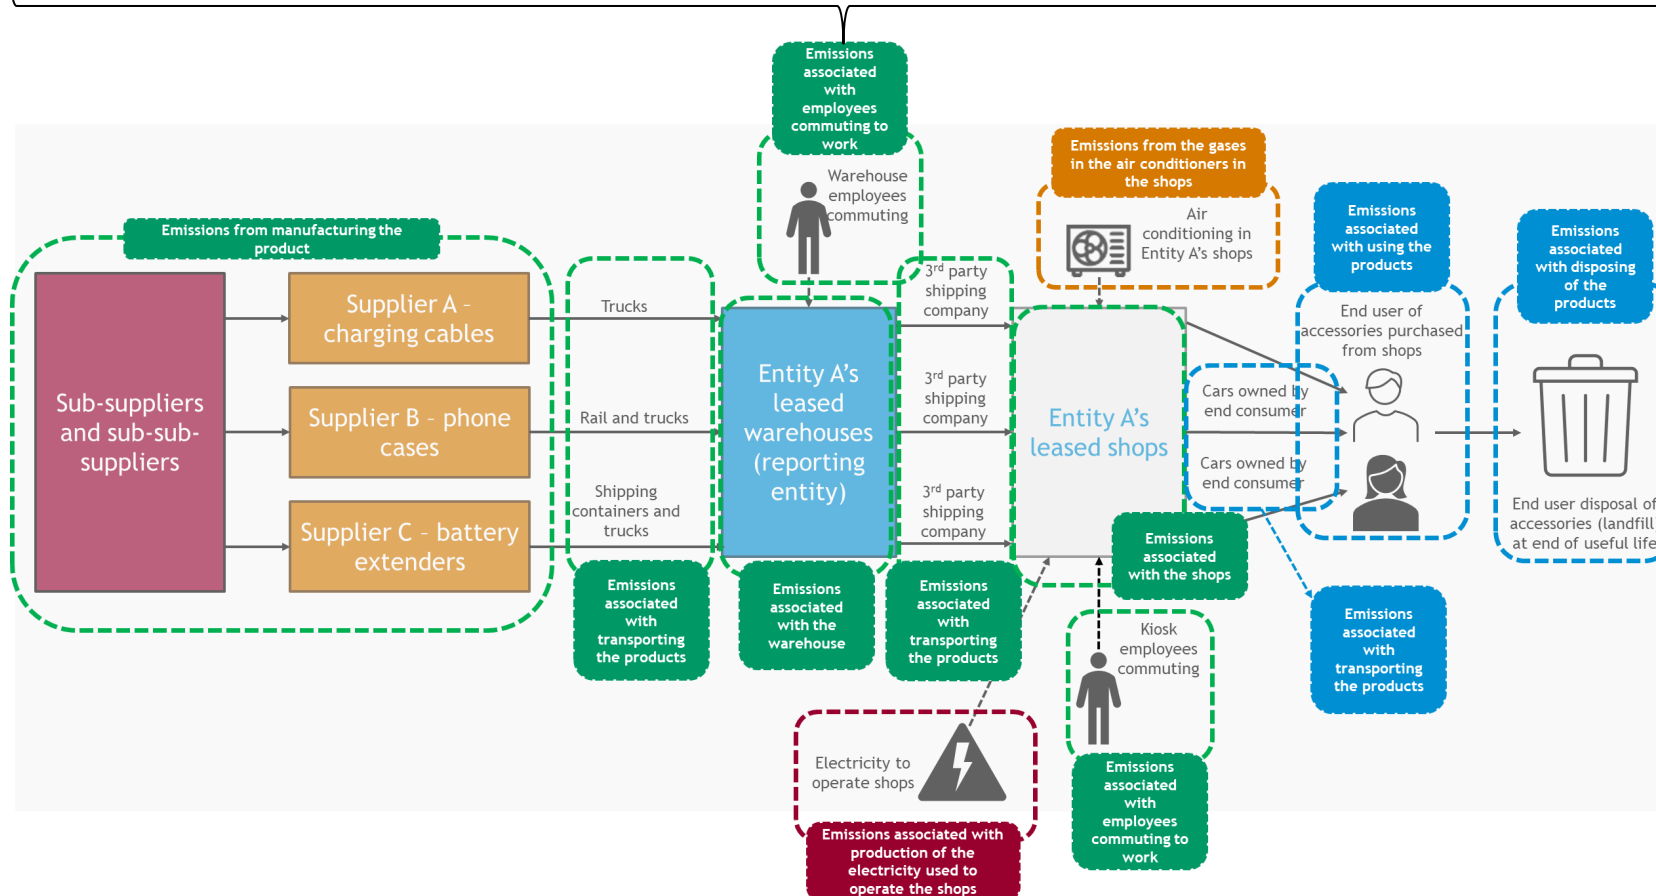 Emissions
associated
with
employees
commuting to
work
Warehouse
employees
commuting
Emissions from the gases
in the air conditioners in
the shops
Air
conditioning in
Entity A's shops
Emissions from manufacturing the
product
Sub-suppliers
and sub-sub-
suppliers
Supplier A –
charging cables
Supplier B – phone
cases
Supplier C – battery
extenders
Trucks
Rail and trucks
Shipping
containers and
trucks
Emissions
associated
with
transporting
the products
Entity A's
leased
warehouses
(reporting
entity)
Emissions
associated
with the
warehouse
3rd party
shipping
company
3rd party
shipping
company
3rd party
shipping
company
Emissions
associated
with
transporting
the products
Entity A's
leased shops
Emissions
associated
with the shops
Cars owned by
end consumer
Cars owned by
end consumer
Emissions
associated
with using the
products
End user of
accessories purchased
from shops
Emissions
associated
with disposing
of the
products
End user disposal of
accessories (landfill)
at end of useful life
Emissions
associated
with
transporting
the products
Kiosk
employees
commuting
Emissions
associated
with
employees
commuting to
work
Electricity to
operate shops
Emissions associated with
production of the
electricity used to
operate the shops